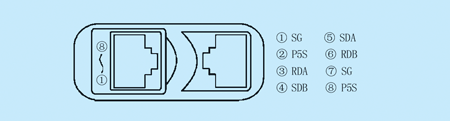 ⑧
①
① SG ⑤ SDA
② P5S ⑥ RDB
③ RDA ⑦ SG
④ SDB ⑧ P5S